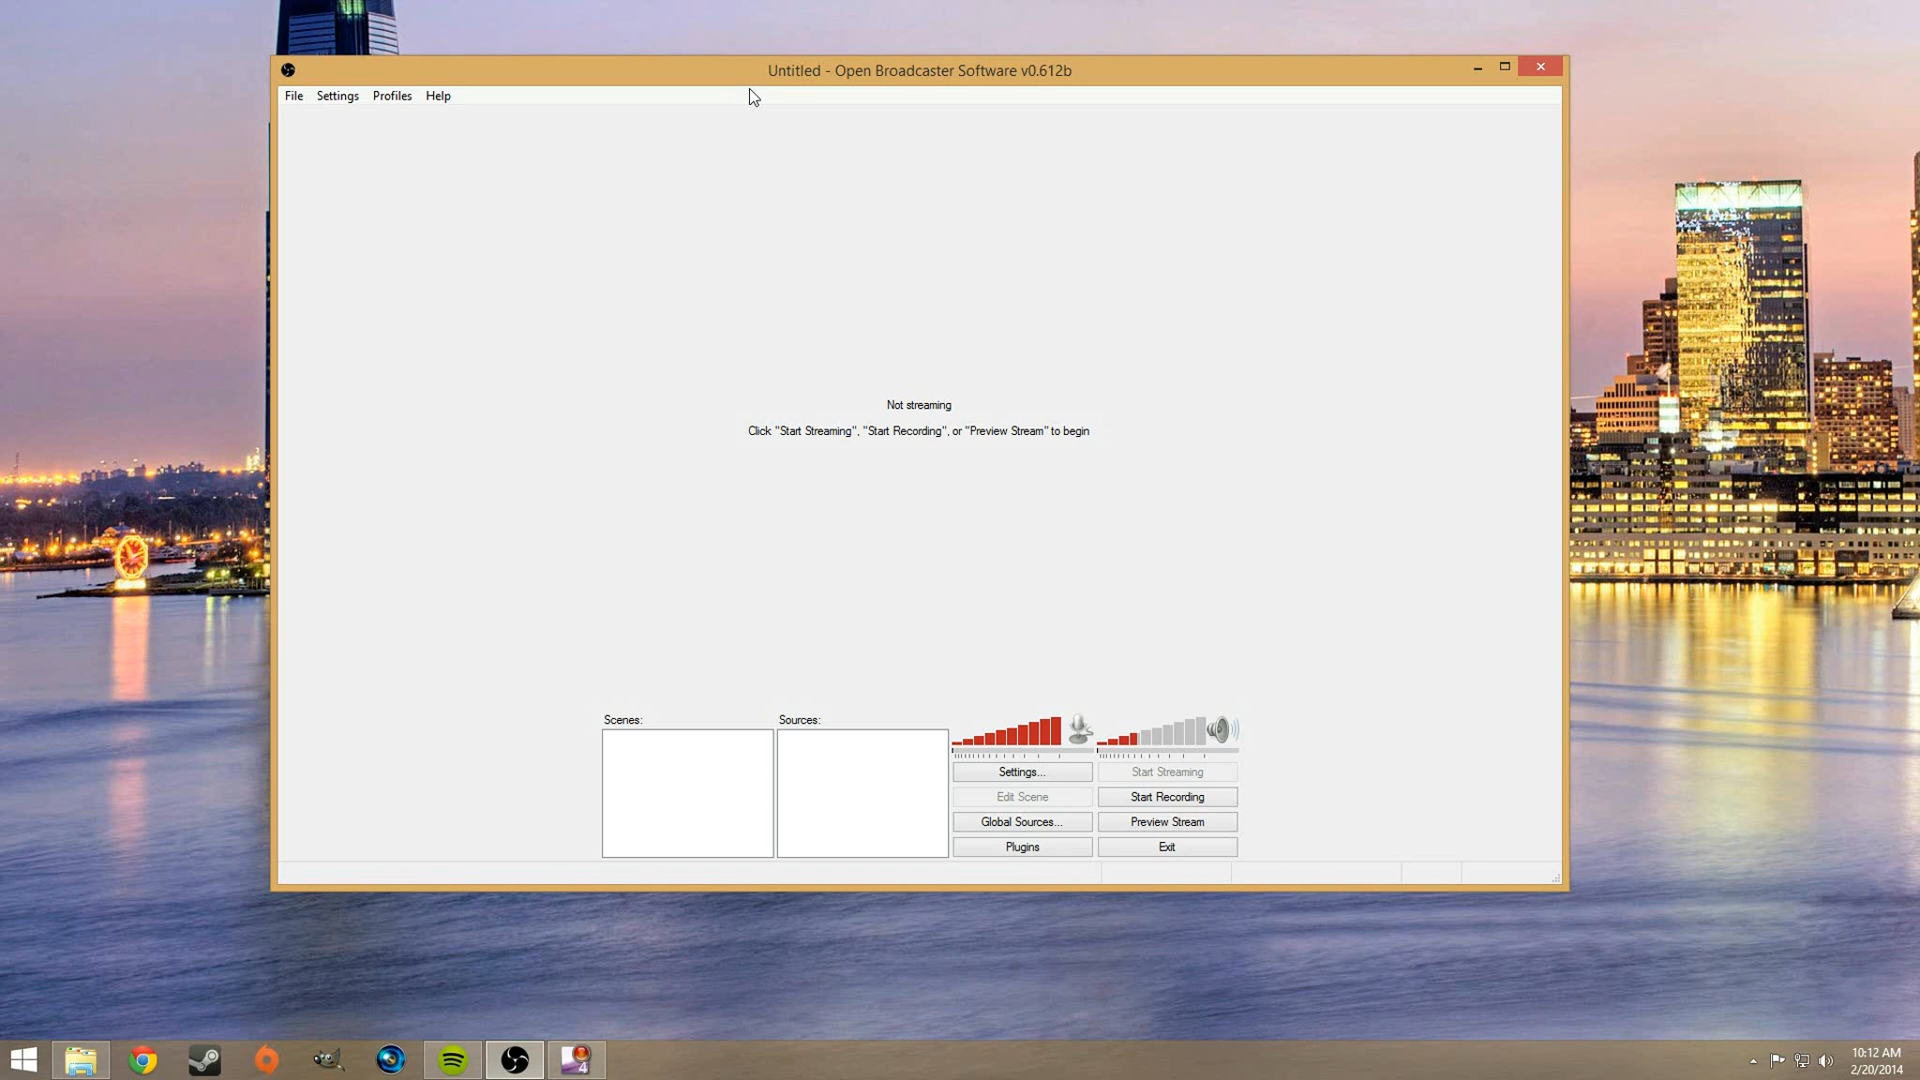 Untitled - Open Broadcaster Software v0.612b
File Settings Profiles Help
Not streaming
Click "Start Streaming", "Start Recording", or "Preview Stream" to begin
Scenes: Sources:
Settings... Start Streaming
Edit Scene Start Recording
Global Sources... Preview Stream
Plugins Exit
4
10:12 AM
2/20/2014